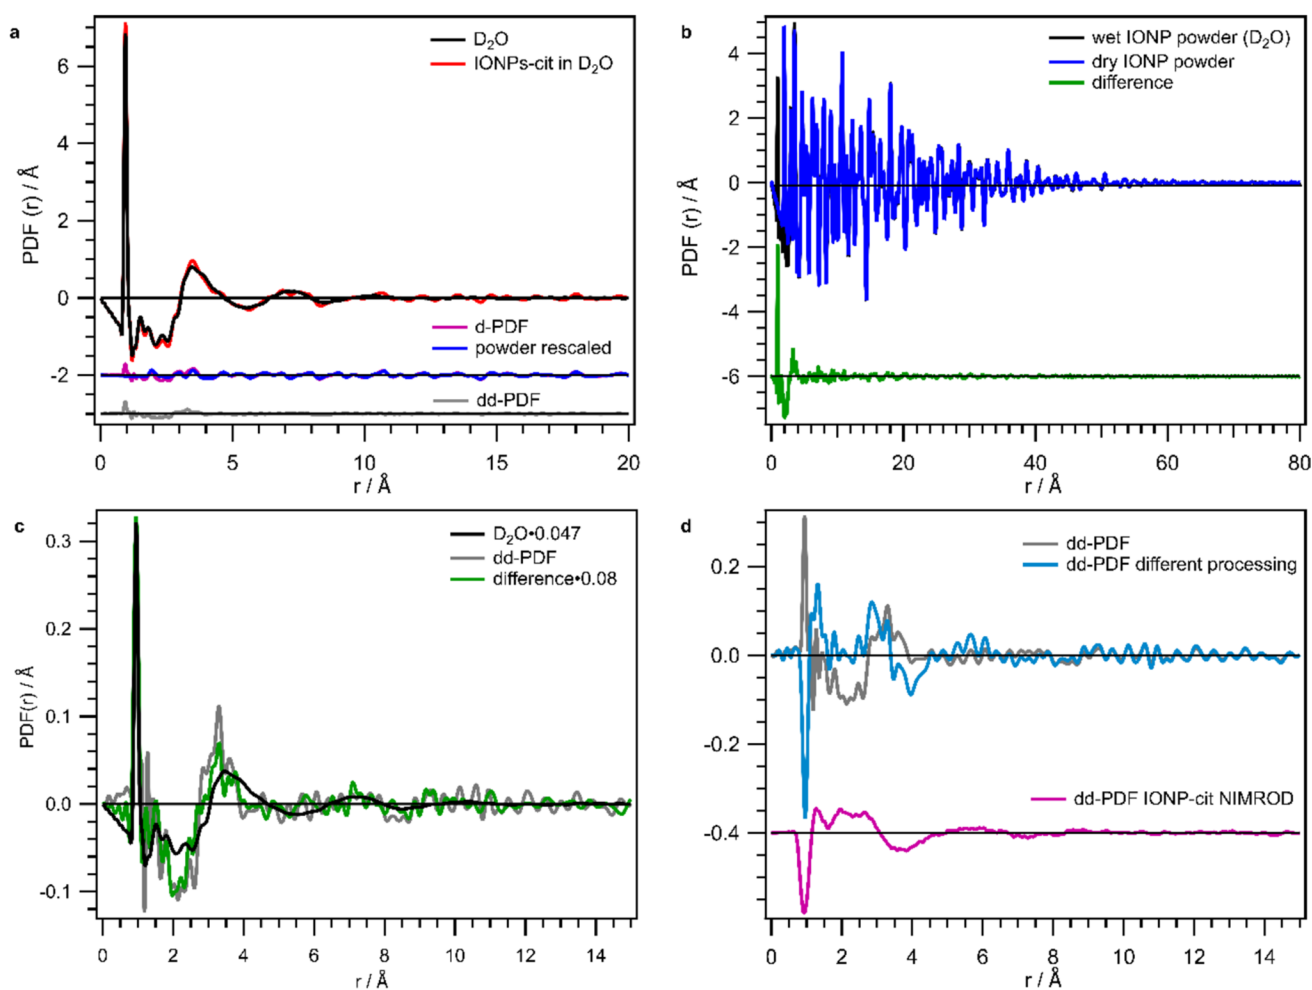 a
D₂O
IONPs-cit in D₂O
6
4
2
0
-2
PDF (r) / Å
d-PDF
powder rescaled
dd-PDF
0 5 10 15 20
r / Å
b
wet IONP powder (D₂O)
dry IONP powder
difference
4
2
0
-2
-4
-6
PDF (r) / Å
0 20 40 60 80
r / Å
c
D₂O•0.047
dd-PDF
difference•0.08
0.3
0.2
0.1
0.0
-0.1
PDF(r) / Å
0 2 4 6 8 10 12 14
r / Å
d
dd-PDF
dd-PDF different processing
0.2
0.0
-0.2
-0.4
dd-PDF IONP-cit NIMROD
0 2 4 6 8 10 12 14
r / Å